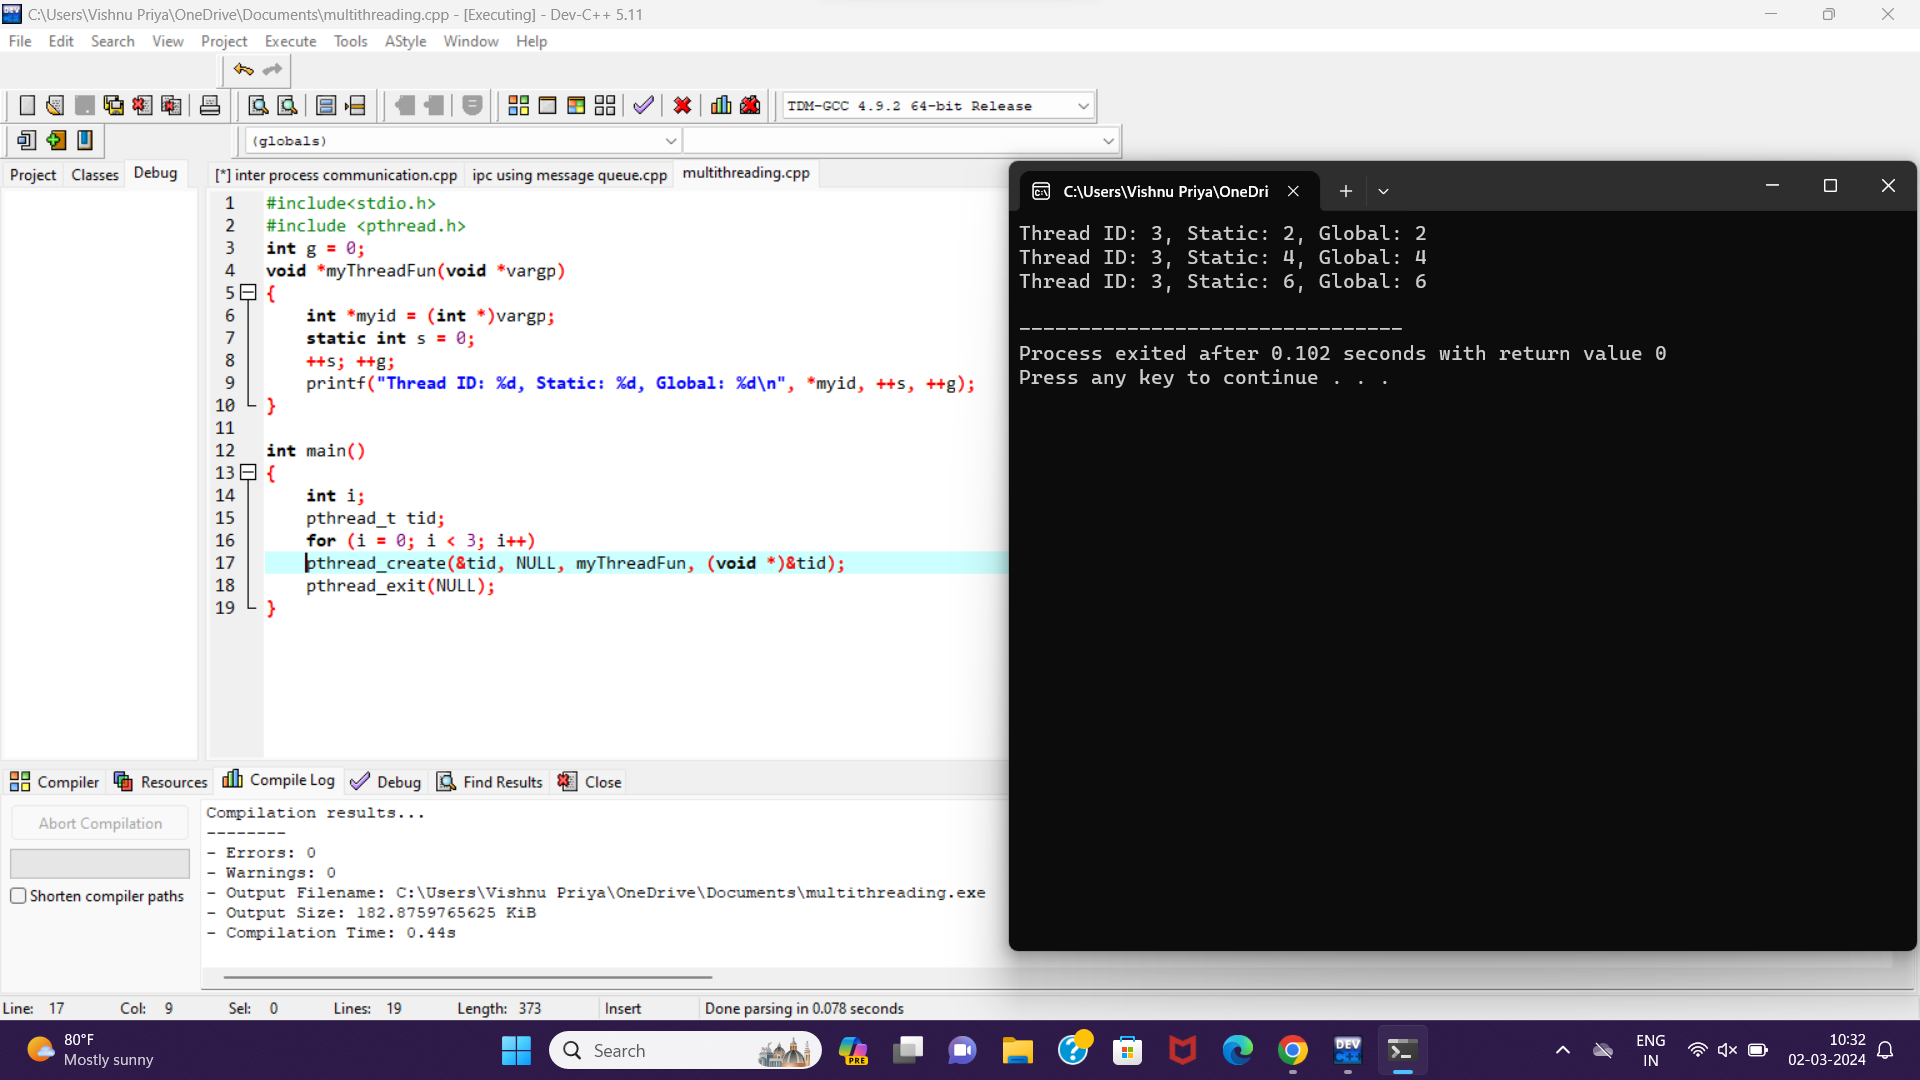 C:\Users\Vishnu Priya\OneDrive\Documents\multithreading.cpp - [Executing] - Dev-C++ 5.11
File Edit Search View Project Execute Tools AStyle Window Help
TDM-GCC 4.9.2 64-bit Release
(globals)
Project Classes Debug
[*] inter process communication.cpp ipc using message queue.cpp multithreading.cpp
1 #include<stdio.h>
2 #include <pthread.h>
3 int g = 0;
4 void *myThreadFun(void *vargp)
5 {
6 int *myid = (int *)vargp;
7 static int s = 0;
8 ++s; ++g;
9 printf("Thread ID: %d, Static: %d, Global: %d\n", *myid, ++s, ++g);
10 }
11
12 int main()
13 {
14 int i;
15 pthread_t tid;
16 for (i = 0; i < 3; i++)
17 pthread_create(&tid, NULL, myThreadFun, (void *)&tid);
18 pthread_exit(NULL);
19 }
C:\Users\Vishnu Priya\OneDri
Thread ID: 3, Static: 2, Global: 2
Thread ID: 3, Static: 4, Global: 4
Thread ID: 3, Static: 6, Global: 6
--------------------------------
Process exited after 0.102 seconds with return value 0
Press any key to continue . . .
Compiler Resources Compile Log Debug Find Results Close
Abort Compilation
Shorten compiler paths
Compilation results...
--------
- Errors: 0
- Warnings: 0
- Output Filename: C:\Users\Vishnu Priya\OneDrive\Documents\multithreading.exe
- Output Size: 182.8759765625 KiB
- Compilation Time: 0.44s
Line: 17 Col: 9 Sel: 0 Lines: 19 Length: 373 Insert Done parsing in 0.078 seconds
80°F
Mostly sunny
Search
PRE
DEV
C++
ENG
IN
10:32
02-03-2024